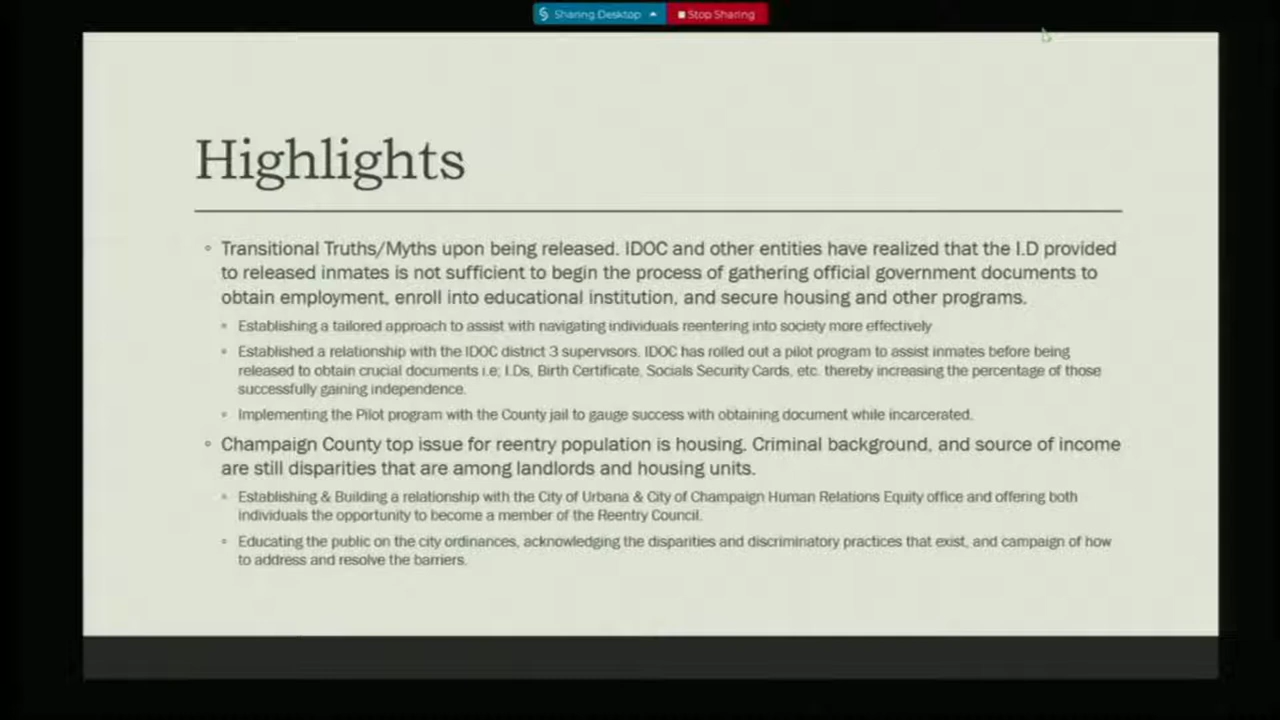 Sharing Desktop
Stop Sharing
Highlights
Transitional Truths/Myths upon being released. IDOC and other entities have realized that the I.D provided
to released inmates is not sufficient to begin the process of gathering official government documents to
obtain employment, enroll into educational institution, and secure housing and other programs.
Establishing a tailored approach to assist with navigating individuals reentering into society more effectively
Established a relationship with the IDOC district 3 supervisors. IDOC has rolled out a pilot program to assist inmates before being
released to obtain crucial documents i.e; I.Ds, Birth Certificate, Socials Security Cards, etc. thereby increasing the percentage of those
successfully gaining independence.
Implementing the Pilot program with the County jail to gauge success with obtaining document while incarcerated.
Champaign County top issue for reentry population is housing. Criminal background, and source of income
are still disparities that are among landlords and housing units.
Establishing & Building a relationship with the City of Urbana & City of Champaign Human Relations Equity office and offering both
individuals the opportunity to become a member of the Reentry Council.
Educating the public on the city ordinances, acknowledging the disparities and discriminatory practices that exist, and campaign of how
to address and resolve the barriers.